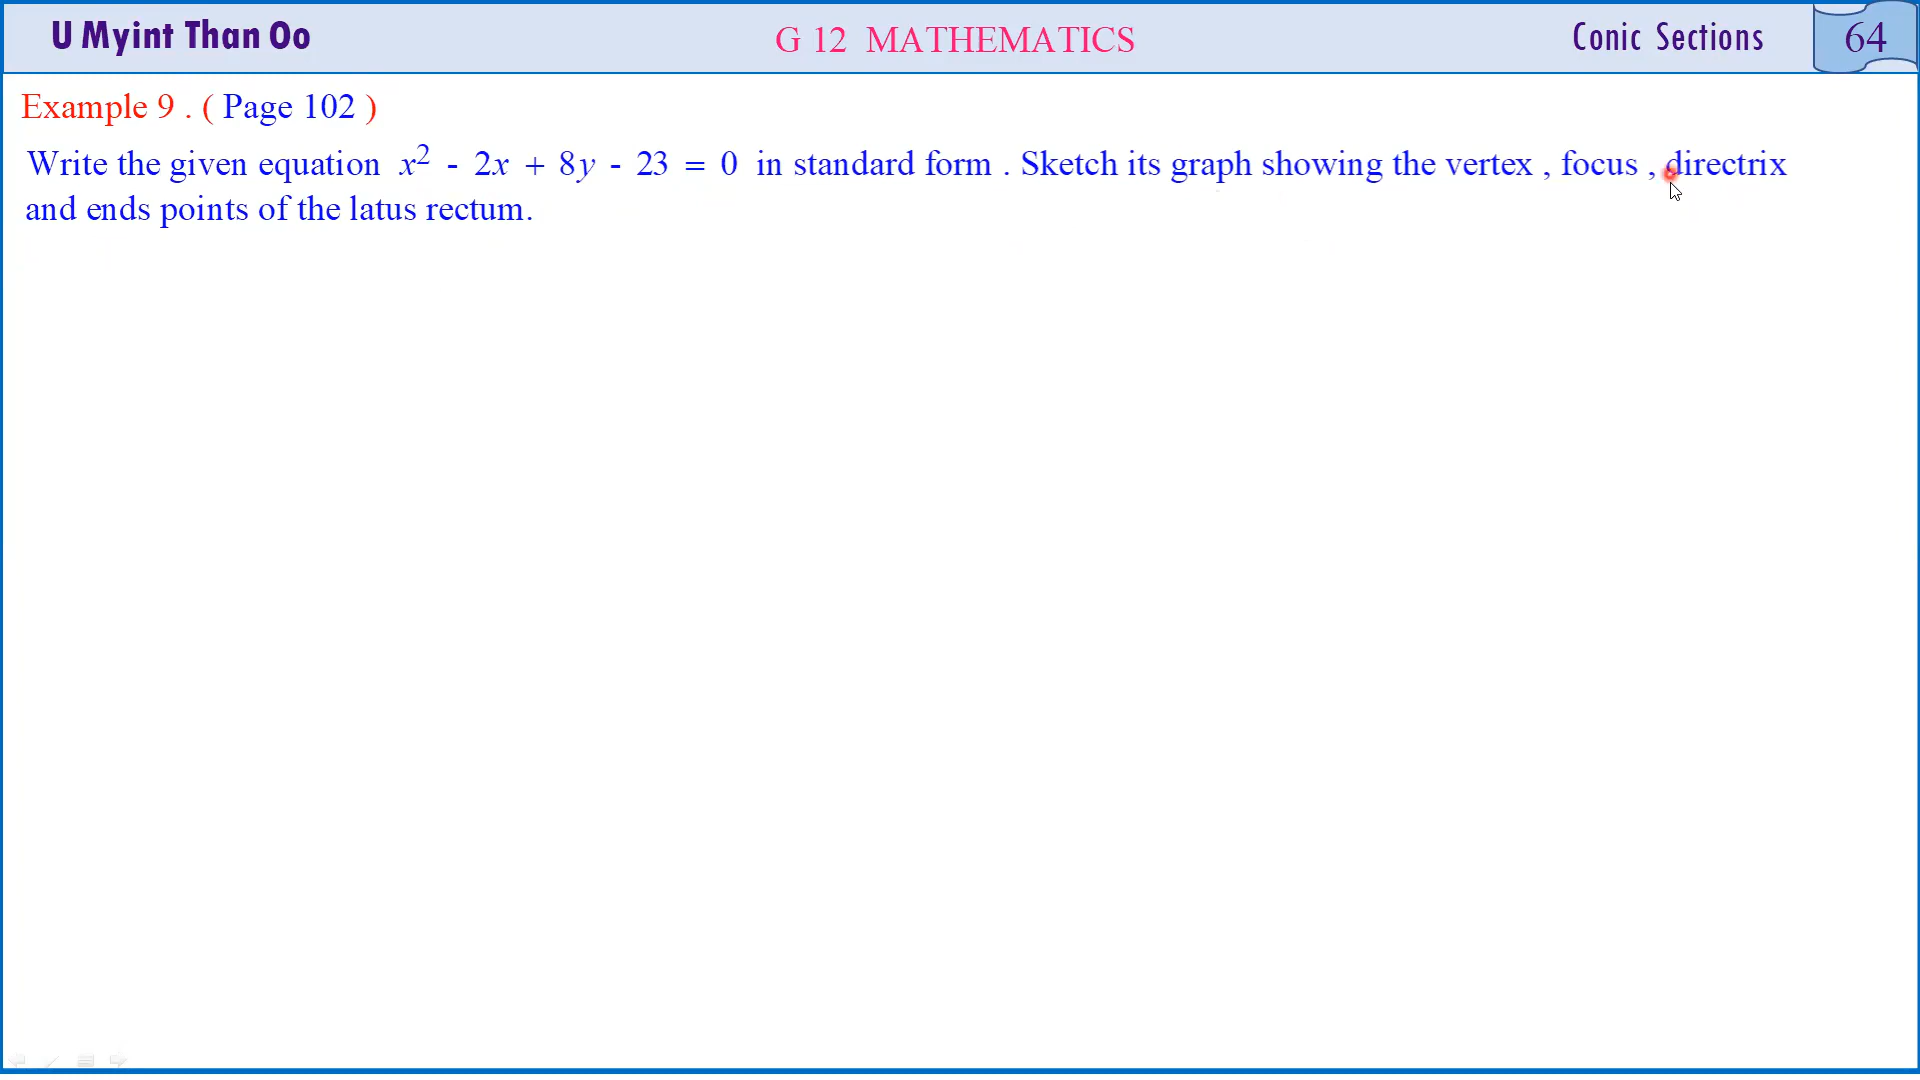 U Myint Than Oo
G 12 MATHEMATICS
Conic Sections
64
Example 9 . ( Page 102 )
Write the given equation x² - 2x + 8y - 23 = 0 in standard form . Sketch its graph showing the vertex , focus , directrix
and ends points of the latus rectum.